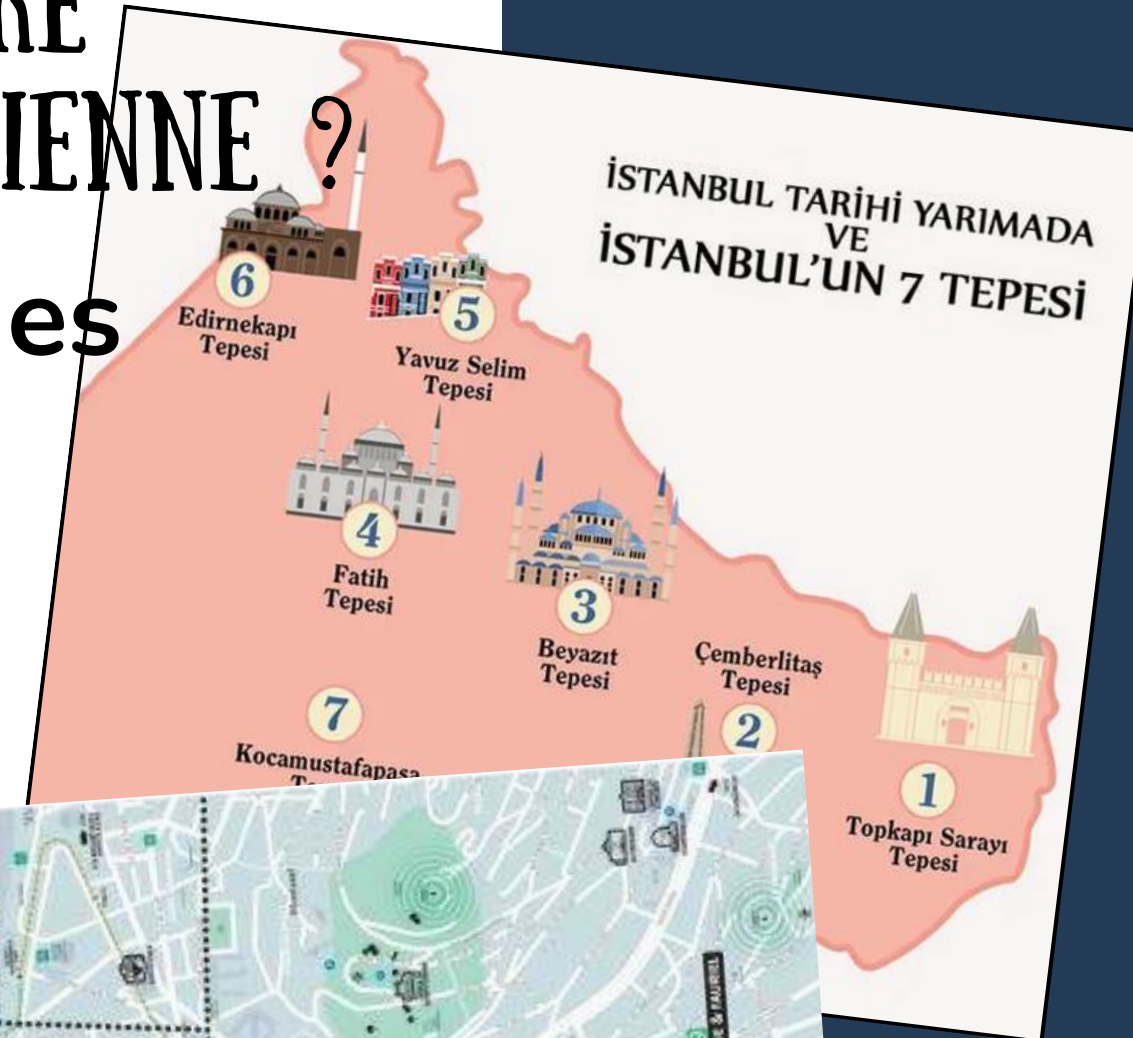 IENNE ?
es
İSTANBUL TARİHİ YARIMADA
VE
İSTANBUL'UN 7 TEPESİ
6
Edirnekapı
Tepesi
5
Yavuz Selim
Tepesi
4
Fatih
Tepesi
3
Beyazıt
Tepesi
Çemberlitaş
Tepesi
2
1
Topkapı Sarayı
Tepesi
7
Kocamustafapaşa